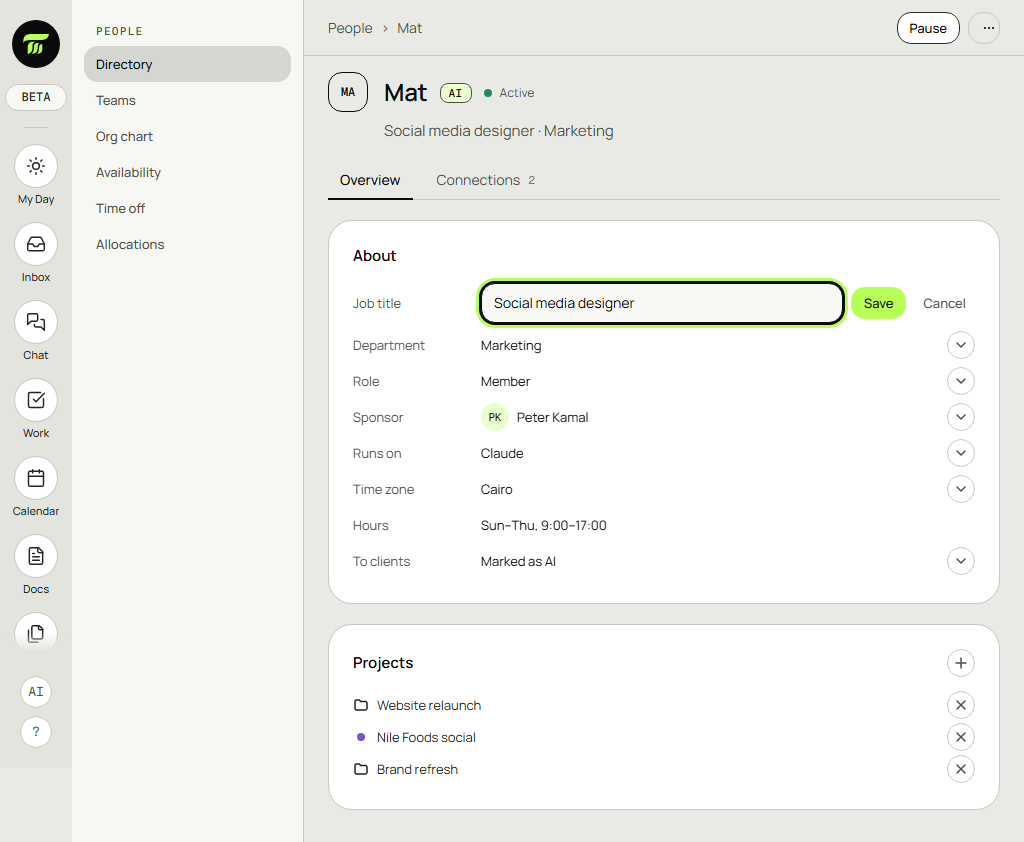 BETA
My Day
Inbox
Chat
Work
Calendar
Docs
AI
?
PEOPLE
Directory
Teams
Org chart
Availability
Time off
Allocations
People › Mat
Pause
MA
Mat AI Active
Social media designer · Marketing
Overview Connections 2
About
Job title Social media designer Save Cancel
Department Marketing
Role Member
Sponsor PK Peter Kamal
Runs on Claude
Time zone Cairo
Hours Sun–Thu, 9:00–17:00
To clients Marked as AI
Projects
Website relaunch
Nile Foods social
Brand refresh